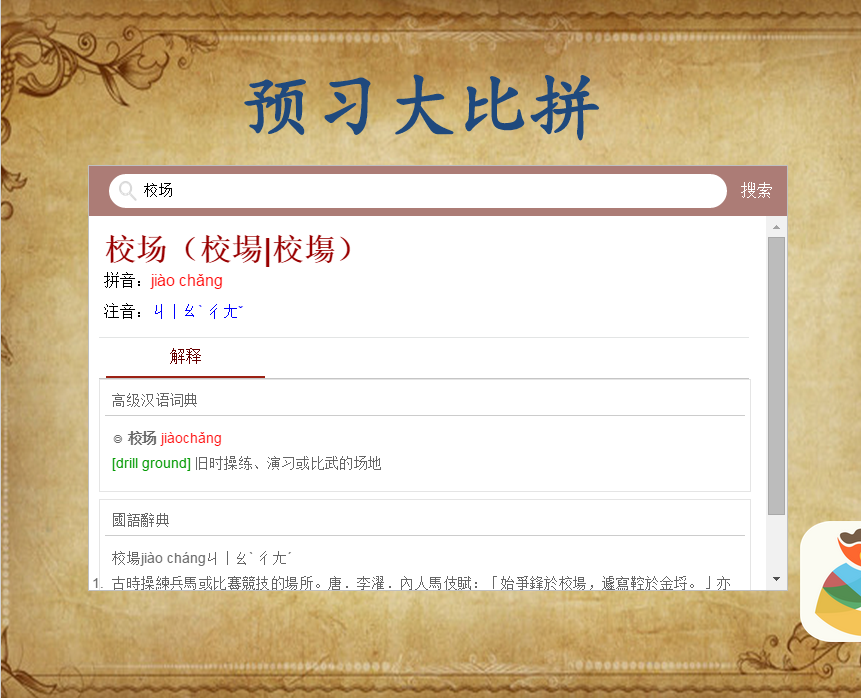 预习大比拼
校场 搜索
校场（校場|校塲）
拼音：jiào chǎng
注音：ㄐㄧㄠˋ ㄔㄤˇ
解释
高级汉语词典
◎ 校场 jiàochǎng
[drill ground] 旧时操练、演习或比武的场地
國語辭典
校場jiào chángㄐㄧㄠˋ ㄔㄤˊ
1. 古時操練兵馬或比賽競技的場所。唐．李濯．內人馬伎賦：「始爭鋒於校場，遽寫鞚於金埒。」亦